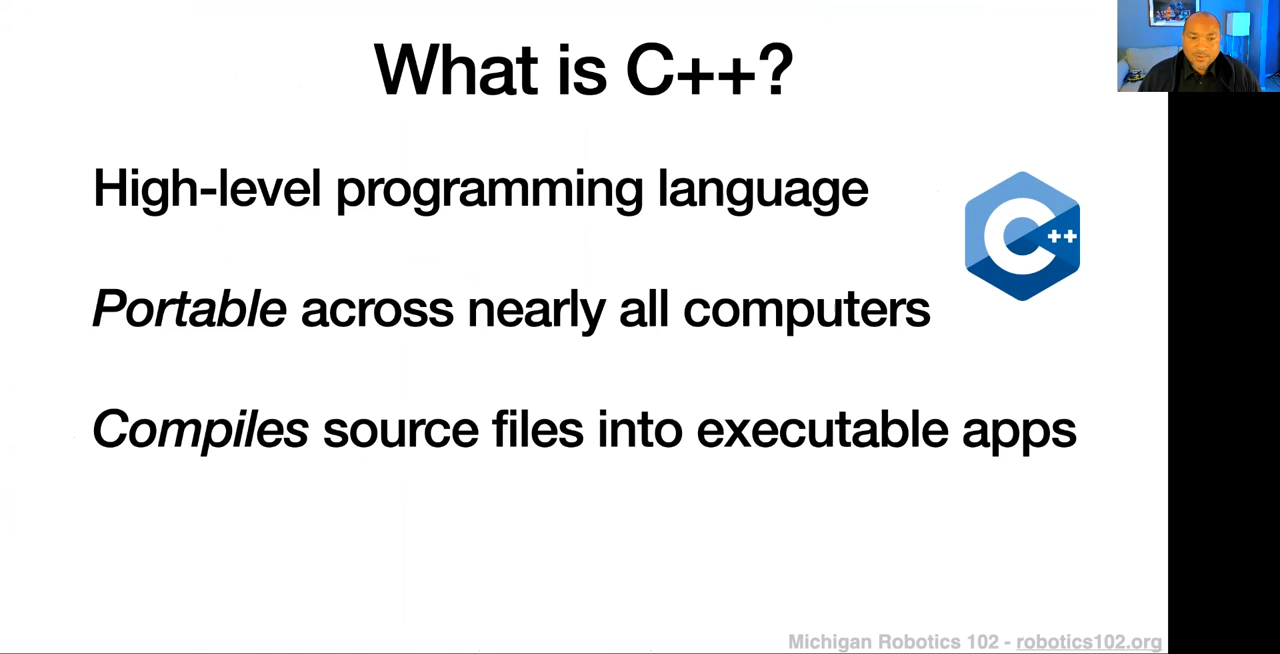 What is C++?
High-level programming language
C++
Portable across nearly all computers
Compiles source files into executable apps
Michigan Robotics 102 - robotics102.org